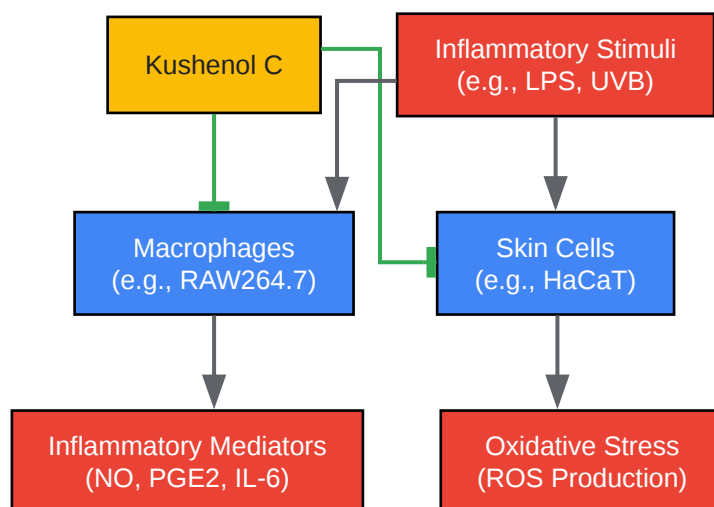 Kushenol C
Inflammatory Stimuli
(e.g., LPS, UVB)
Macrophages
(e.g., RAW264.7)
Skin Cells
(e.g., HaCaT)
Inflammatory Mediators
(NO, PGE2, IL-6)
Oxidative Stress
(ROS Production)